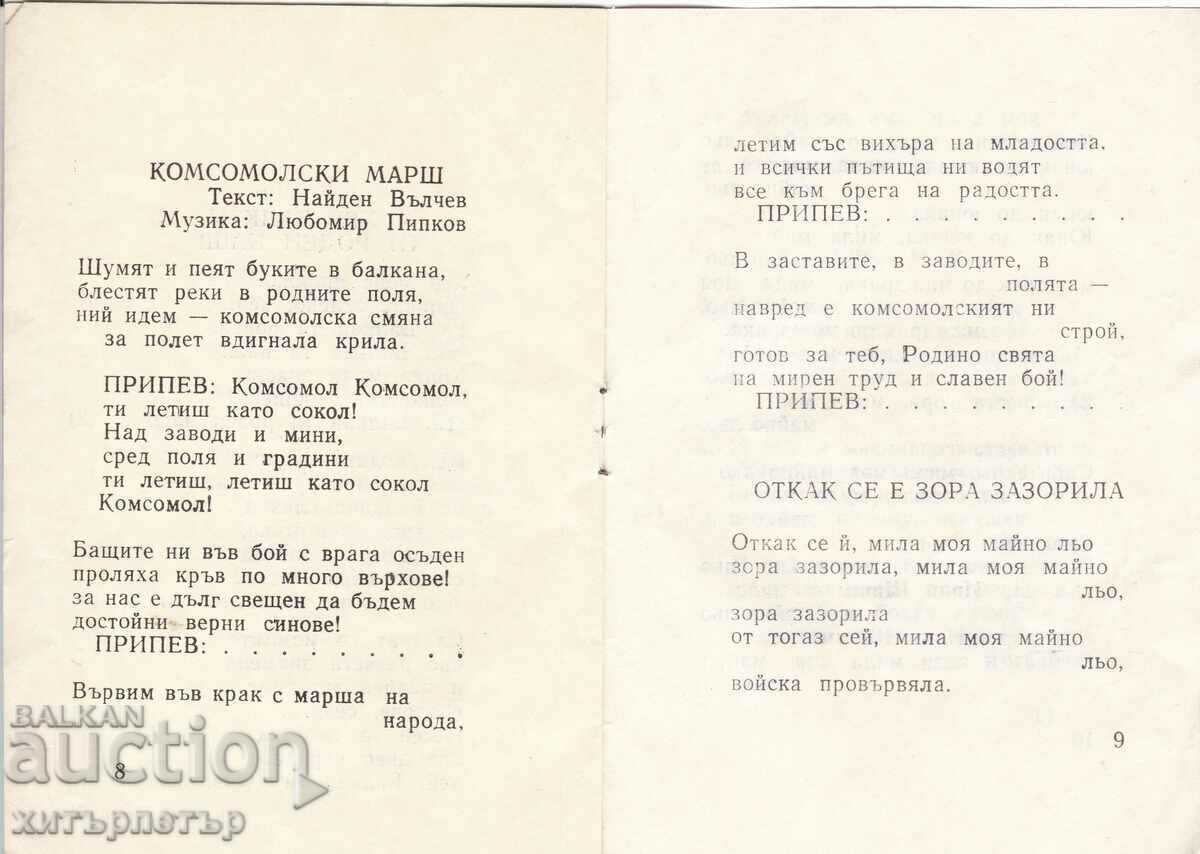 КОМСОМОЛСКИ МАРШ
Текст: Найден Вълчев
Музика: Любомир Пипков
Шумят и пеят буките в балкана,
блестят реки в родните поля,
ний идем — комсомолска смяна
за полет вдигнала крила.
ПРИПЕВ: Комсомол Комсомол,
ти летиш като сокол!
Над заводи и мини,
сред поля и градини
ти летиш, летиш като сокол
Комсомол!
Бащите ни във бой с врага осъден
проляха кръв по много върхове!
за нас е дълг свещен да бъдем
достойни верни синове!
ПРИПЕВ: . . . . . . . . .
Вървим във крак с марша на
народа,
8
летим със вихъра на младостта.
и всички пътища ни водят
все към брега на радостта.
ПРИПЕВ: . . . . . . . .
В заставите, в заводите, в
полята —
навред е комсомолският ни
строй,
готов за теб, Родино свята
на мирен труд и славен бой!
ПРИПЕВ: . . . . . . . .
ОТКАК СЕ Е ЗОРА ЗАЗОРИЛА
Откак се й, мила моя майно льо
зора зазорила, мила моя майно
льо,
зора зазорила
от тогаз сей, мила моя майно
льо,
войска провървяла.
9
BALKAN
auction
хитърпетър